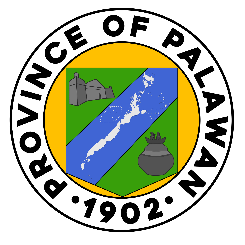 PROVINCE OF PALAWAN
· 1902 ·